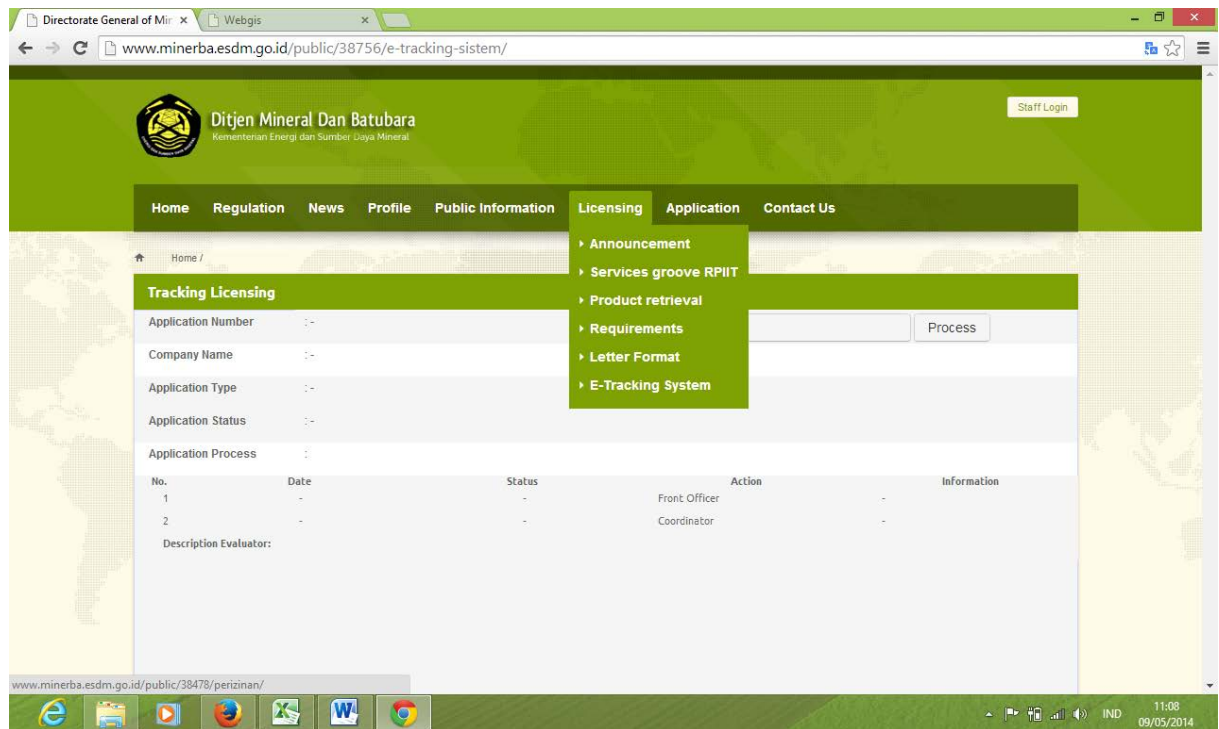 Directorate General of Min
Webgis
www.minerba.esdm.go.id/public/38756/e-tracking-sistem/
Ditjen Mineral Dan Batubara
Kementerian Energi dan Sumber Daya Mineral
Staff Login
Home Regulation News Profile Public Information Licensing Application Contact Us
Announcement
Services groove RPIIT
Product retrieval
Requirements
Letter Format
E-Tracking System
Home /
Tracking Licensing
Application Number : -
Process
Company Name : -
Application Type : -
Application Status : -
Application Process :
No. Date Status Action Information
1 - - Front Officer -
2 - - Coordinator -
Description Evaluator:
www.minerba.esdm.go.id/public/38478/perizinan/
IND
11:08
09/05/2014